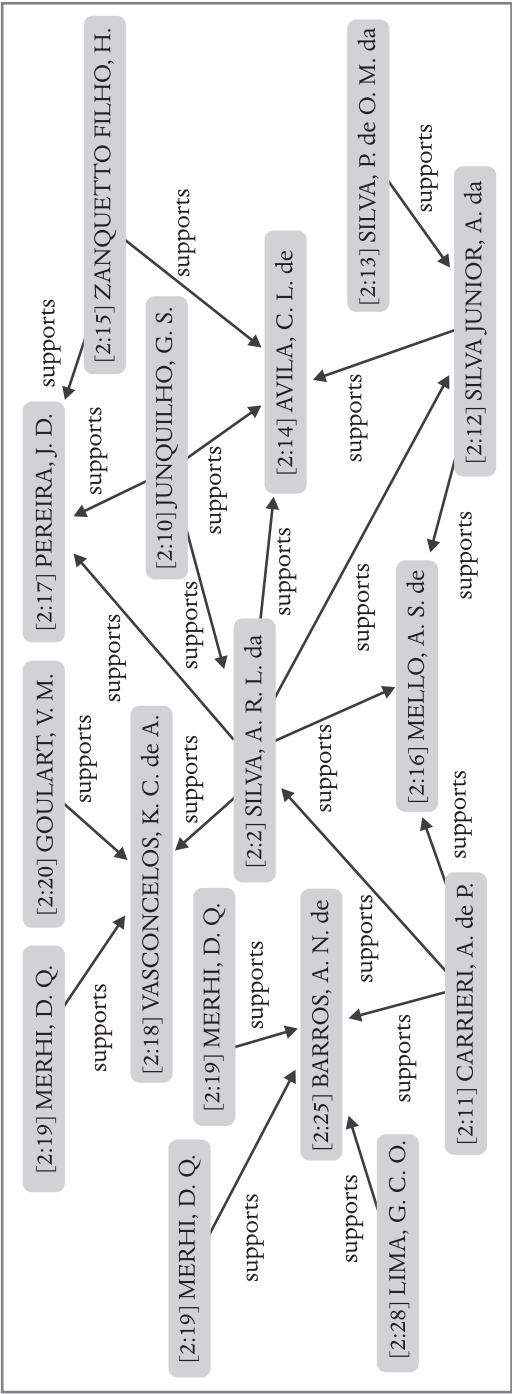 [2:19] MERHI, D. Q.
[2:20] GOULART, V. M.
[2:17] PEREIRA, J. D.
supports
[2:15] ZANQUETTO FILHO, H.
supports
supports
supports
supports
supports
[2:18] VASCONCELOS, K. C. de A.
[2:10] JUNQUILHO, G. S.
supports
[2:19] MERHI, D. Q.
[2:19] MERHI, D. Q.
supports
supports
supports
[2:2] SILVA, A. R. L. da
supports
supports
[2:14] AVILA, C. L. de
supports
[2:25] BARROS, A. N. de
supports
supports
supports
supports
[2:13] SILVA, P. de O. M. da
supports
[2:28] LIMA, G. C. O.
supports
[2:16] MELLO, A. S. de
supports
supports
supports
[2:11] CARRIERI, A. de P.
[2:12] SILVA JUNIOR, A. da